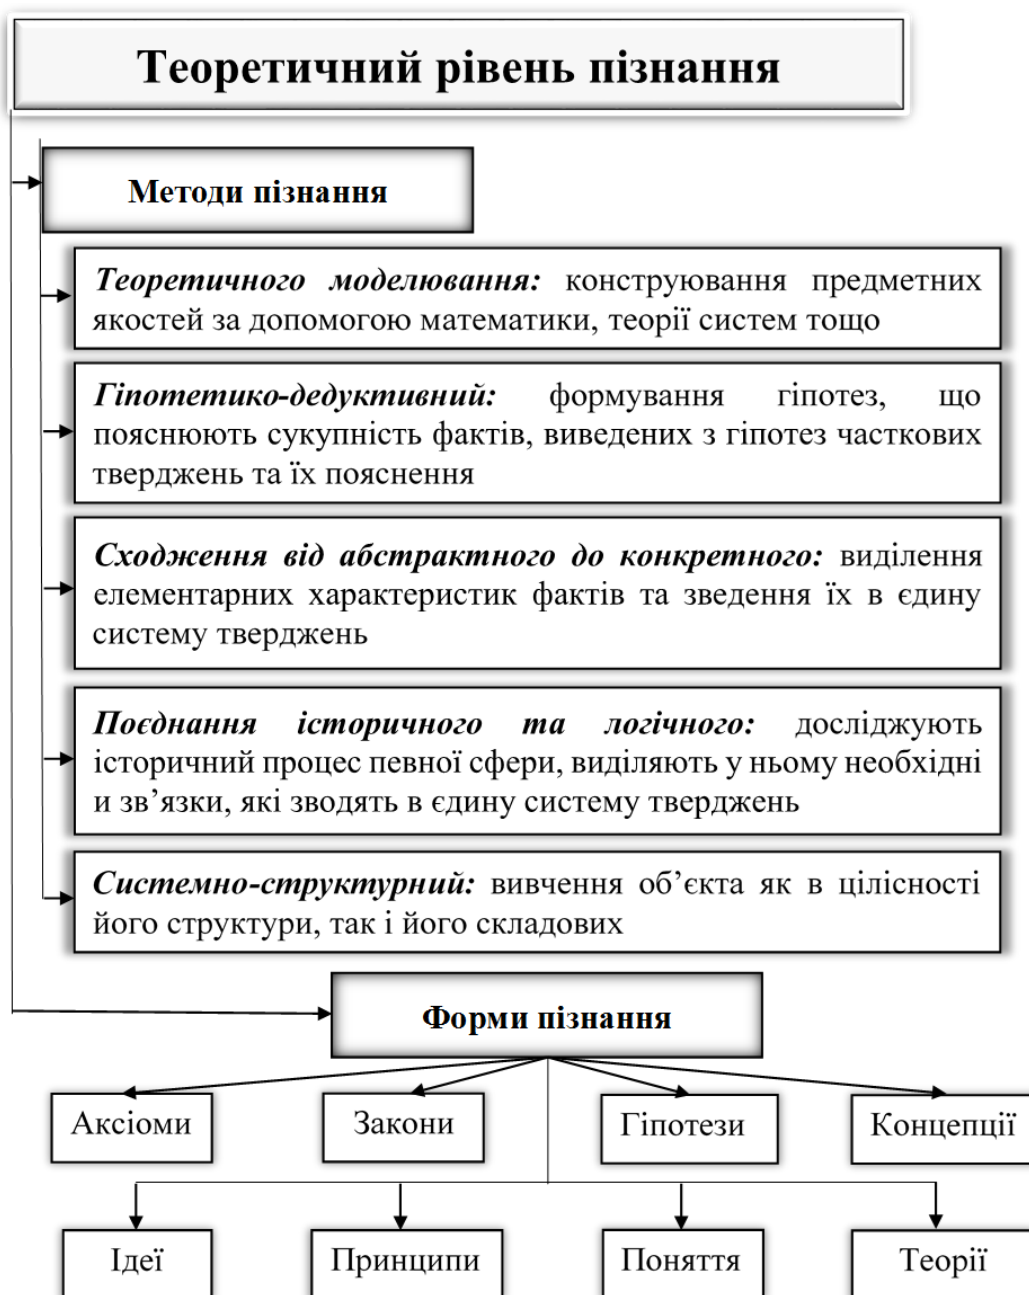 Теоретичний рівень пізнання
Методи пізнання
Теоретичного моделювання: конструювання предметних
якостей за допомогою математики, теорії систем тощо
Гіпотетико-дедуктивний: формування гіпотез, що
пояснюють сукупність фактів, виведених з гіпотез часткових
тверджень та їх пояснення
Сходження від абстрактного до конкретного: виділення
елементарних характеристик фактів та зведення їх в єдину
систему тверджень
Поєднання історичного та логічного: досліджують
історичний процес певної сфери, виділяють у ньому необхідні
и зв’язки, які зводять в єдину систему тверджень
Системно-структурний: вивчення об’єкта як в цілісності
його структури, так і його складових
Форми пізнання
Аксіоми
Закони
Гіпотези
Концепції
Ідеї
Принципи
Поняття
Теорії